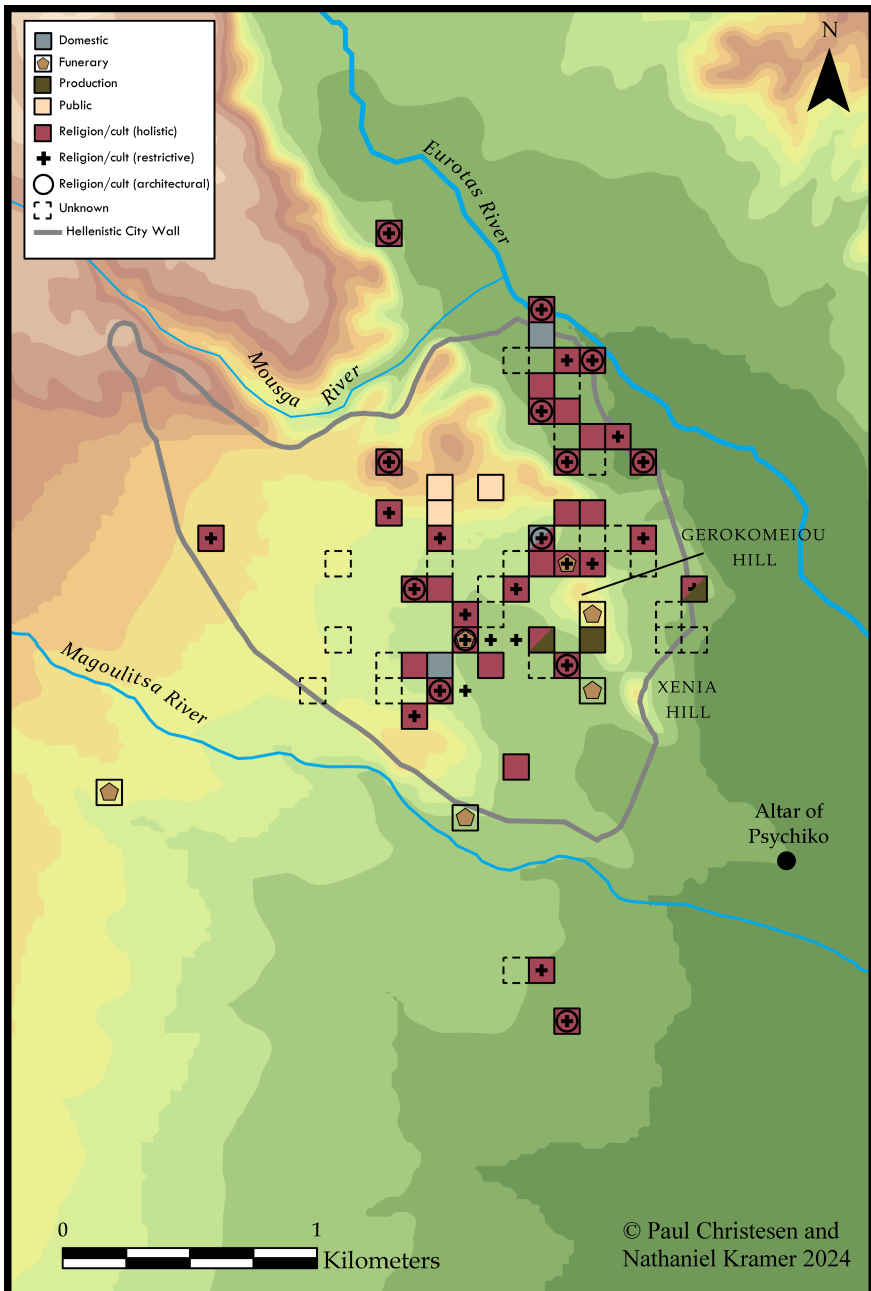 Domestic
Funerary
Production
Public
Religion/cult (holistic)
Religion/cult (restrictive)
Religion/cult (architectural)
Unknown
Hellenistic City Wall
N
Eurotas River
Mousga River
GEROKOMEIOU
HILL
Magoulitsa River
XENIA
HILL
Altar of
Psychiko
0 1
Kilometers
© Paul Christesen and
Nathaniel Kramer 2024